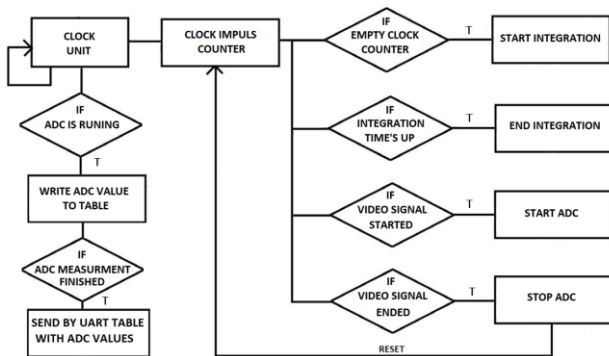 CLOCK
UNIT
CLOCK IMPULS
COUNTER
IF
EMPTY CLOCK
COUNTER
T
START INTEGRATION
IF
ADC IS RUNING
T
IF
INTEGRATION
TIME'S UP
T
END INTEGRATION
WRITE ADC VALUE
TO TABLE
IF
VIDEO SIGNAL
STARTED
T
START ADC
IF
ADC MEASURMENT
FINISHED
T
IF
VIDEO SIGNAL
ENDED
T
STOP ADC
SEND BY UART TABLE
WITH ADC VALUES
RESET